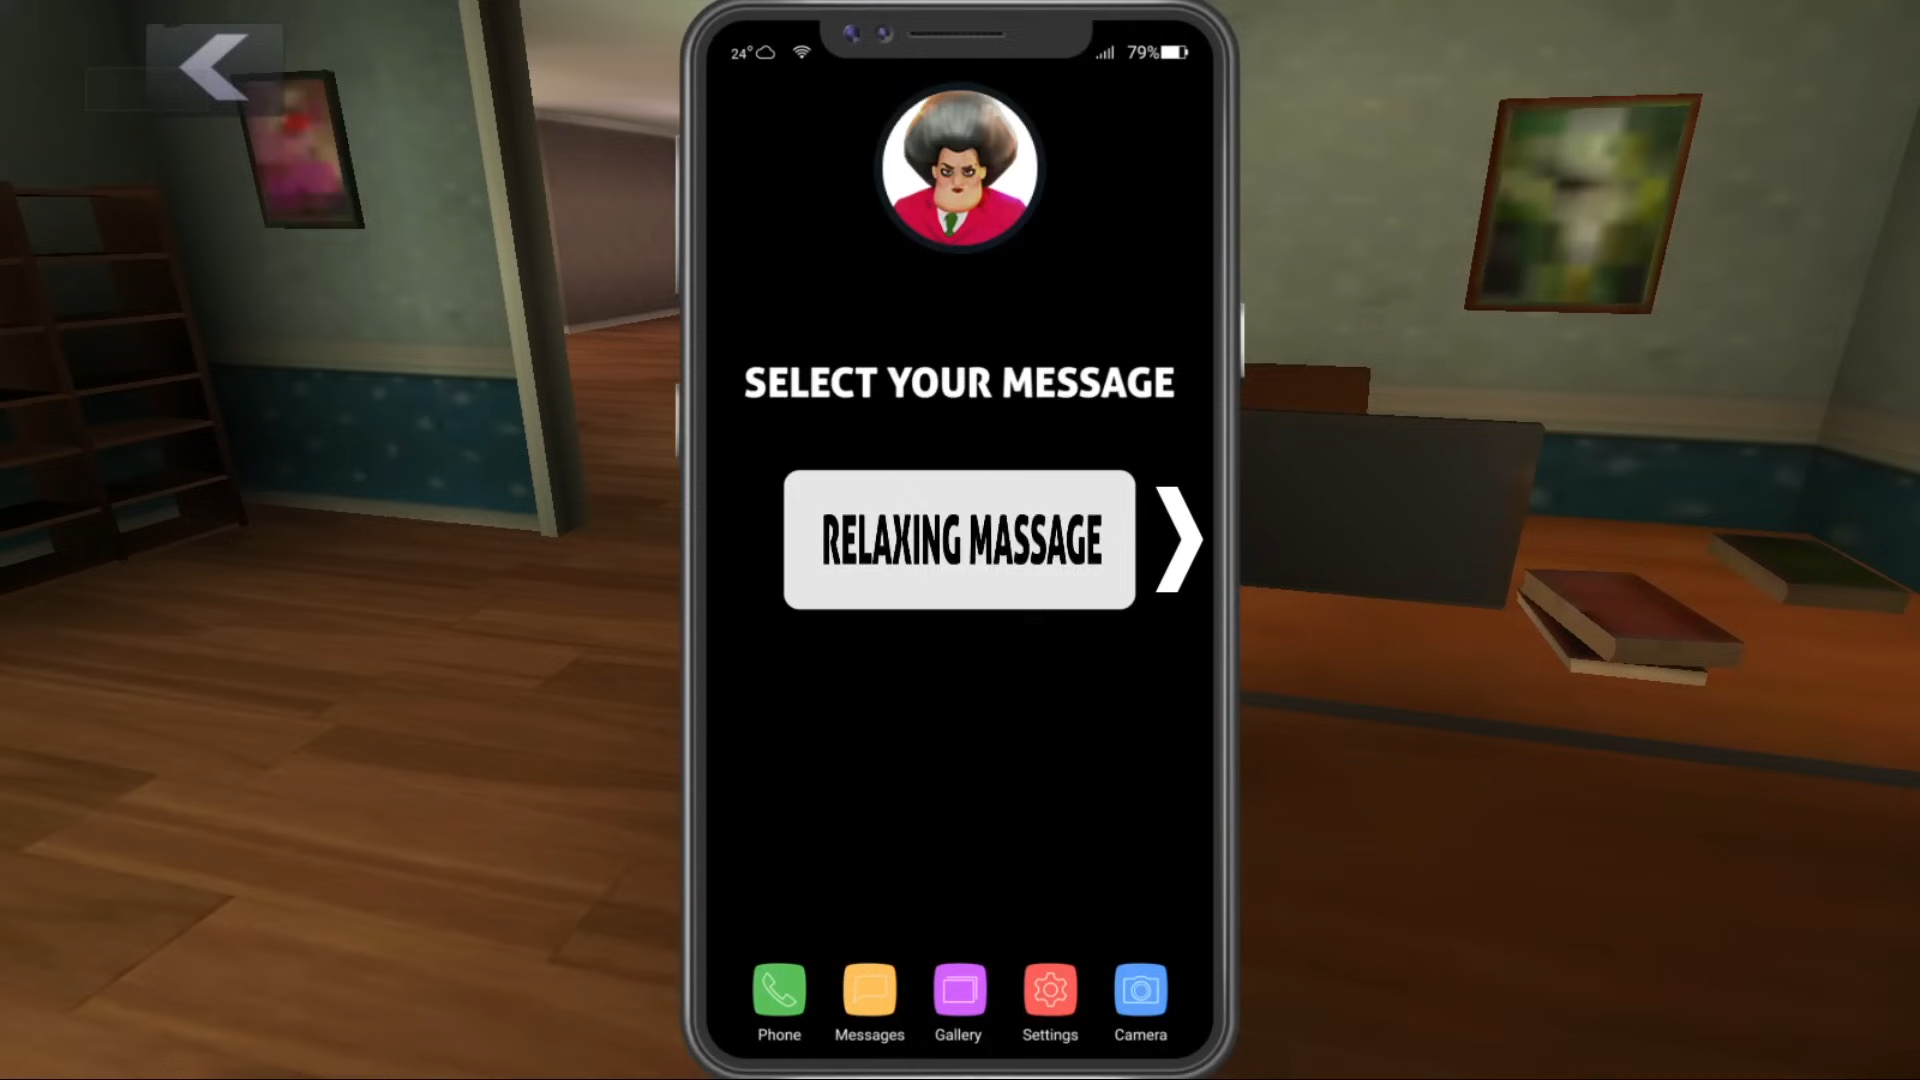 24°
79%
SELECT YOUR MESSAGE
RELAXING MASSAGE
Phone
Messages
Gallery
Settings
Camera